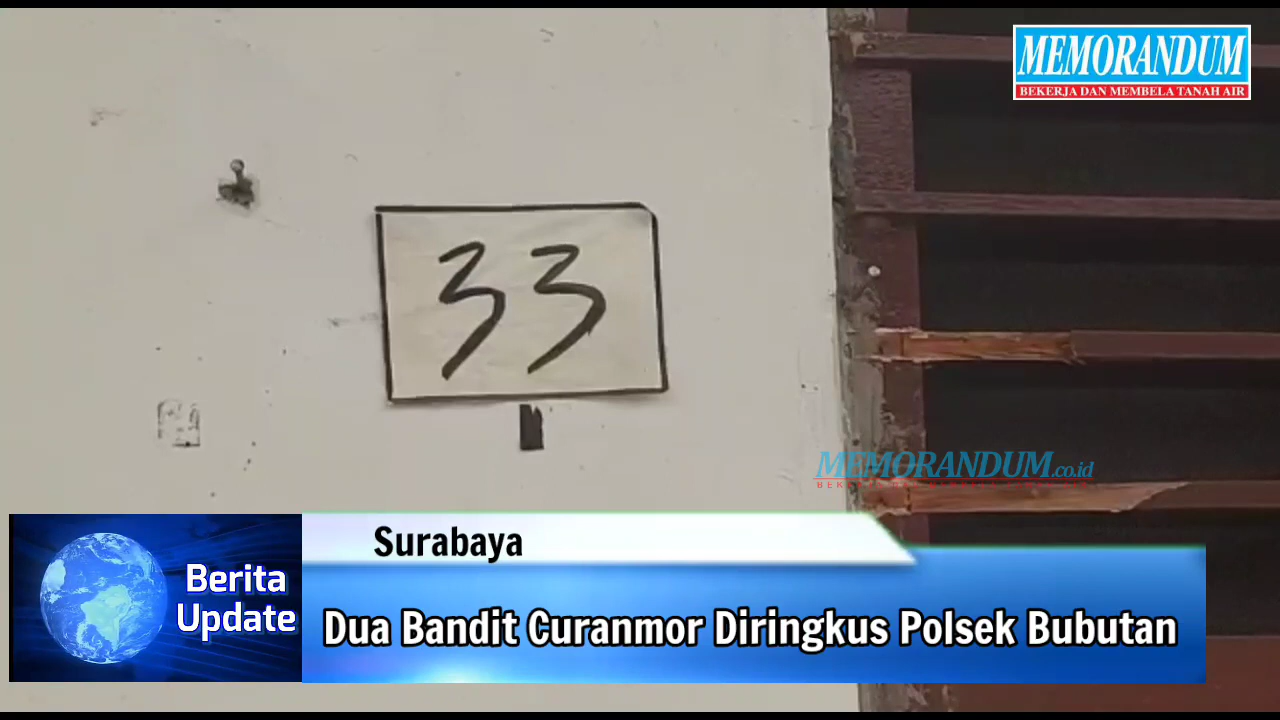 MEMORANDUM
BEKERJA DAN MEMBELA TANAH AIR
33
MEMORANDUM.co.id
Surabaya
Berita
Update
Dua Bandit Curanmor Diringkus Polsek Bubutan